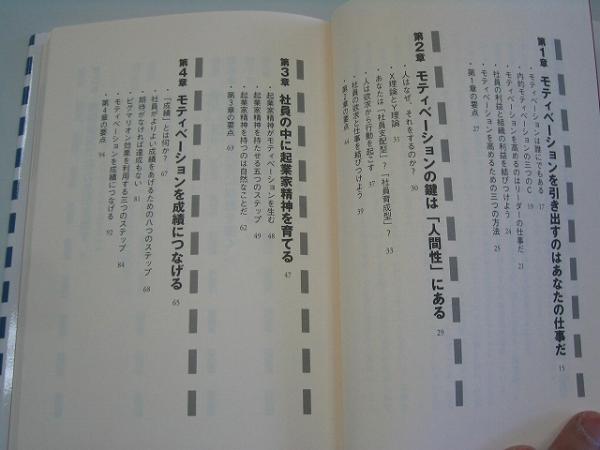 第1章 モティベーションを引き出すのはあなたの仕事だ 15
・モティベーションは誰にでもある 17
・内的モティベーションの三つのC 19
・モティベーションを高めるのはリーダーの仕事だ 21
・社員の利益と組織の利益を結びつけよう 24
・モティベーションを高めるための三つの方法 25
・第1章の要点 27
第2章 モティベーションの鍵は「人間性」にある 29
・人はなぜ、それをするのか? 30
・X理論とY理論 33
・あなたは「社員支配型」?「社員育成型」? 35
・人は欲求から行動を起こす 37
・社員の欲求と仕事を結びつけよう 39
・第2章の要点 44
第3章 社員の中に起業家精神を育てる 47
・起業家精神がモティベーションを生む 48
・起業家精神を持たせる五つのステップ 49
・起業家精神を持つのは自然なことだ 62
・第3章の要点 63
第4章 モティベーションを成績につなげる 65
・「成績」とは何か? 67
・社員がよりよい成績をあげるための八つのステップ 68
・期待がなければ達成もない 81
・ピグマリオン効果を利用する三つのステップ 84
・モティベーションを成績につなげる 92
・第4章の要点 94